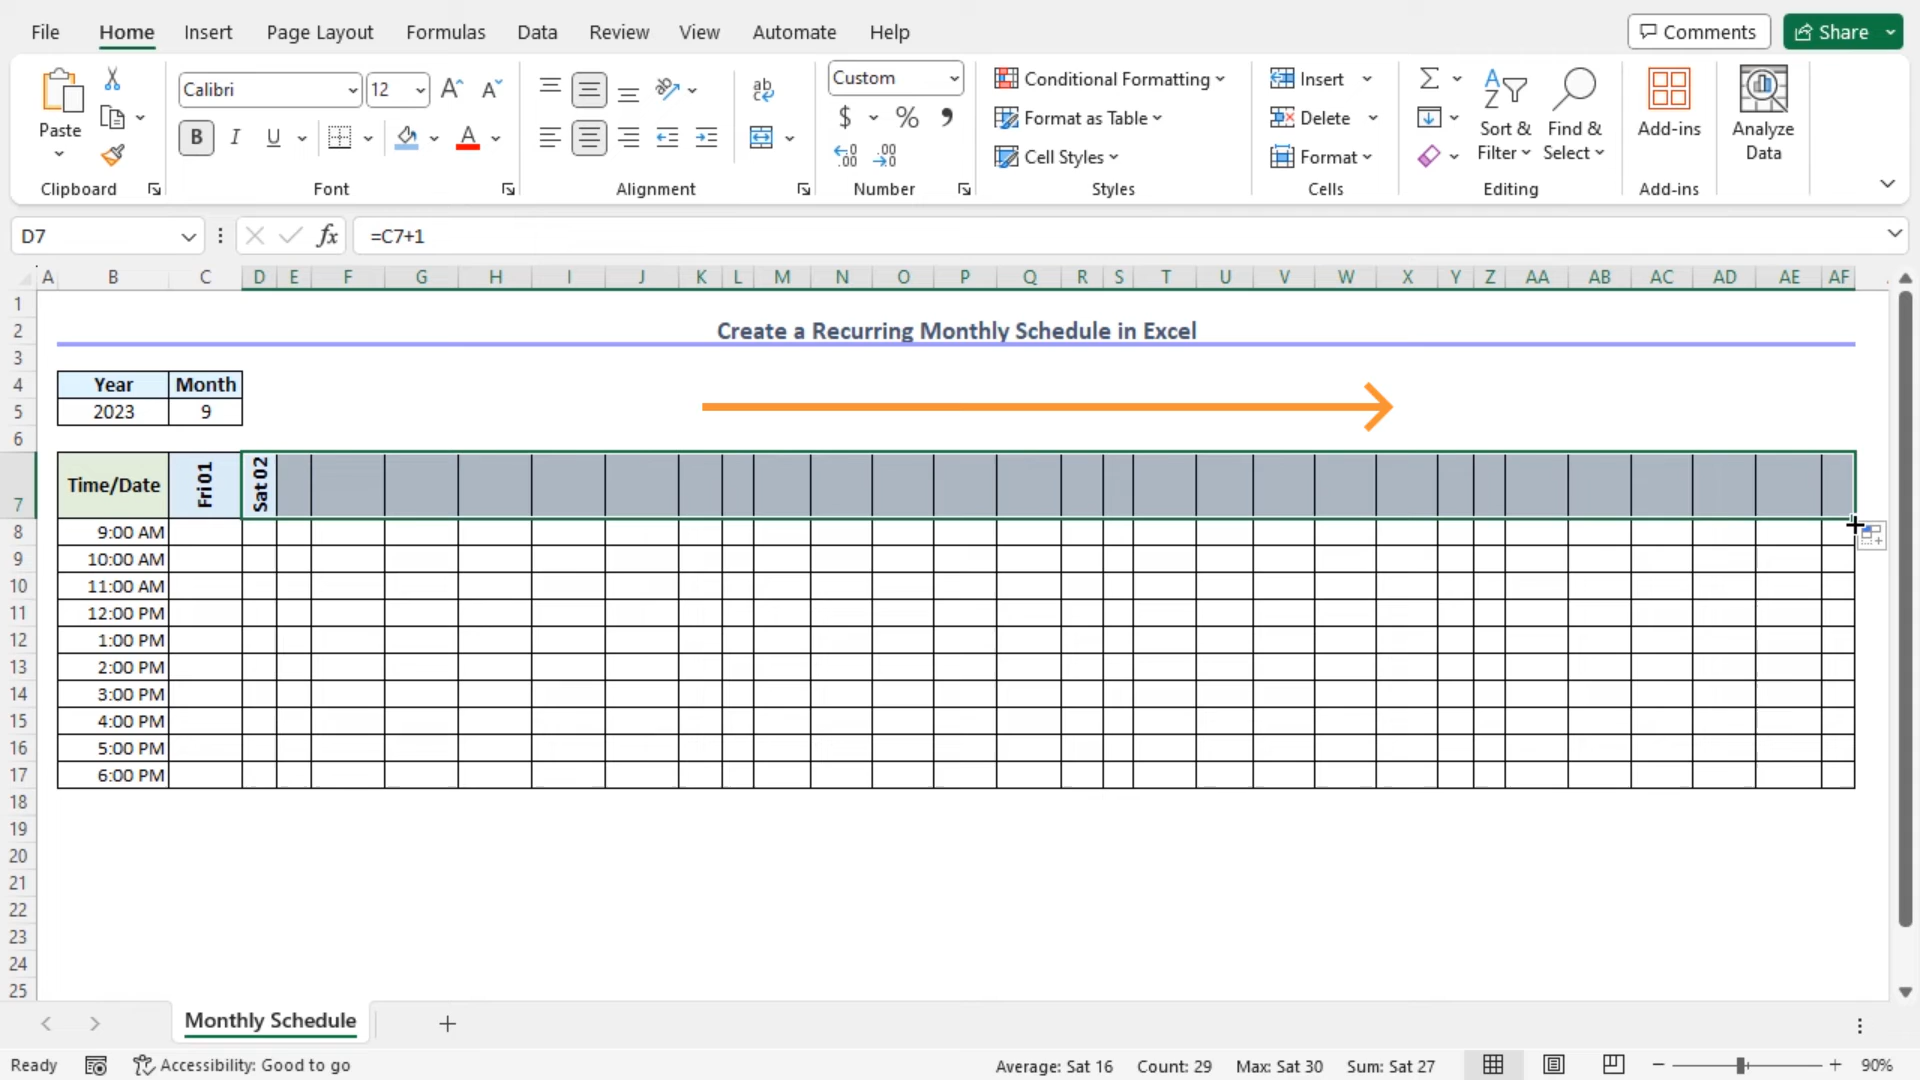 File Home Insert Page Layout Formulas Data Review View Automate Help Comments Share
Calibri 12 A A ab c Custom Conditional Formatting Insert Σ A Z
Paste B I U A $ % , Format as Table Delete Sort & Filter Find & Select Add-ins Analyze Data
←0 .00 .00 →0 Cell Styles Format
Clipboard Font Alignment Number Styles Cells Editing Add-ins
D7 fx =C7+1
A B C D E F G H I J K L M N O P Q R S T U V W X Y Z AA AB AC AD AE AF
1
2 Create a Recurring Monthly Schedule in Excel
3
4 Year Month
5 2023 9
6
7 Time/Date Fri 01 Sat 02
8 9:00 AM
9 10:00 AM
10 11:00 AM
11 12:00 PM
12 1:00 PM
13 2:00 PM
14 3:00 PM
15 4:00 PM
16 5:00 PM
17 6:00 PM
18
19
20
21
22
23
24
25
Monthly Schedule
Ready Accessibility: Good to go Average: Sat 16 Count: 29 Max: Sat 30 Sum: Sat 27 90%